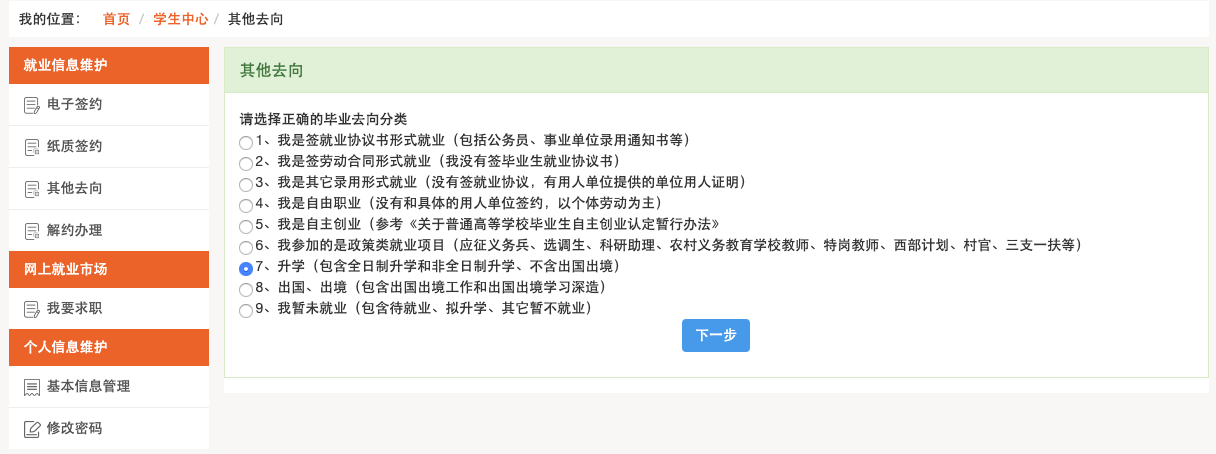 我的位置： 首页 / 学生中心 / 其他去向
就业信息维护
电子签约
纸质签约
其他去向
解约办理
网上就业市场
我要求职
个人信息维护
基本信息管理
修改密码
其他去向
请选择正确的毕业去向分类
1、我是签就业协议书形式就业（包括公务员、事业单位录用通知书等）
2、我是签劳动合同形式就业（我没有签毕业生就业协议书）
3、我是其它录用形式就业（没有签就业协议，有用人单位提供的单位用人证明）
4、我是自由职业（没有和具体的用人单位签约，以个体劳动为主）
5、我是自主创业（参考《关于普通高等学校毕业生自主创业认定暂行办法》
6、我参加的是政策类就业项目（应征义务兵、选调生、科研助理、农村义务教育学校教师、特岗教师、西部计划、村官、三支一扶等）
7、升学（包含全日制升学和非全日制升学、不含出国出境）
8、出国、出境（包含出国出境工作和出国出境学习深造）
9、我暂未就业（包含待就业、拟升学、其它暂不就业）
下一步